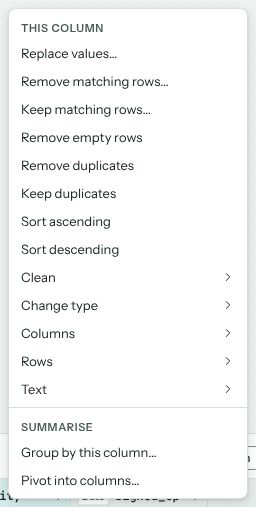 THIS COLUMN
Replace values...
Remove matching rows...
Keep matching rows...
Remove empty rows
Remove duplicates
Keep duplicates
Sort ascending
Sort descending
Clean
Change type
Columns
Rows
Text
SUMMARISE
Group by this column...
Pivot into columns...